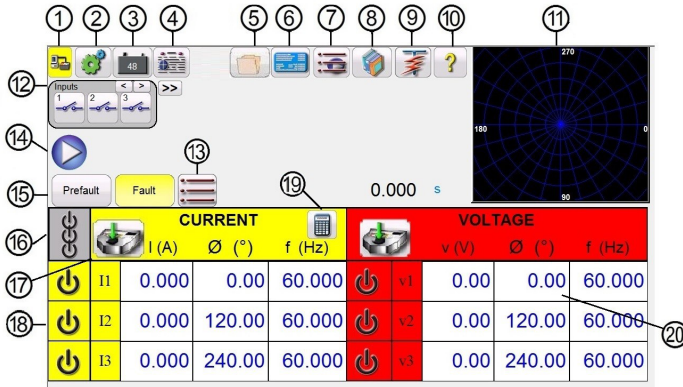 1 2 3 4 5 6 7 8 9 10 11
48 ?
270
12 Inputs < > >>
1 2 3
180 0
14
13
15 Prefault Fault 0.000 s
90
19
16 CURRENT VOLTAGE
I (A) Ø (°) f (Hz) v (V) Ø (°) f (Hz)
17
I1 0.000 0.00 60.000 v1 0.00 0.00 60.000
18 I2 0.000 120.00 60.000 v2 0.00 120.00 60.000
20
I3 0.000 240.00 60.000 v3 0.00 240.00 60.000